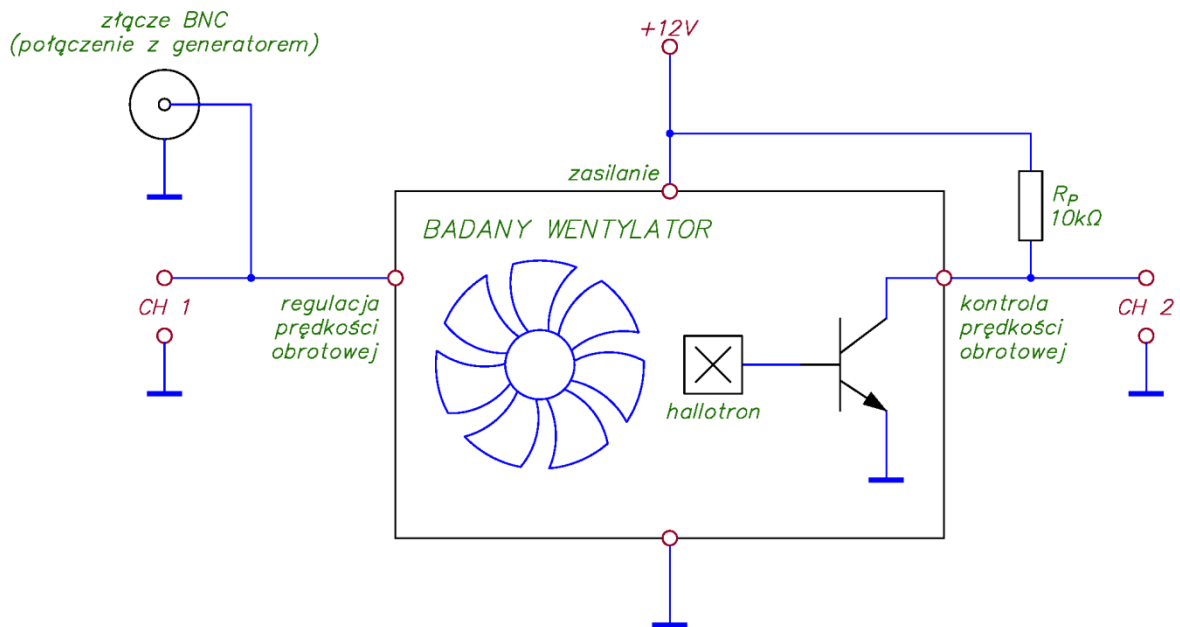 złącze BNC
(połączenie z generatorem)
+12V
zasilanie
R_P
10kΩ
BADANY WENTYLATOR
CH 1
regulacja
prędkości
obrotowej
hallotron
kontrola
prędkości
obrotowej
CH 2